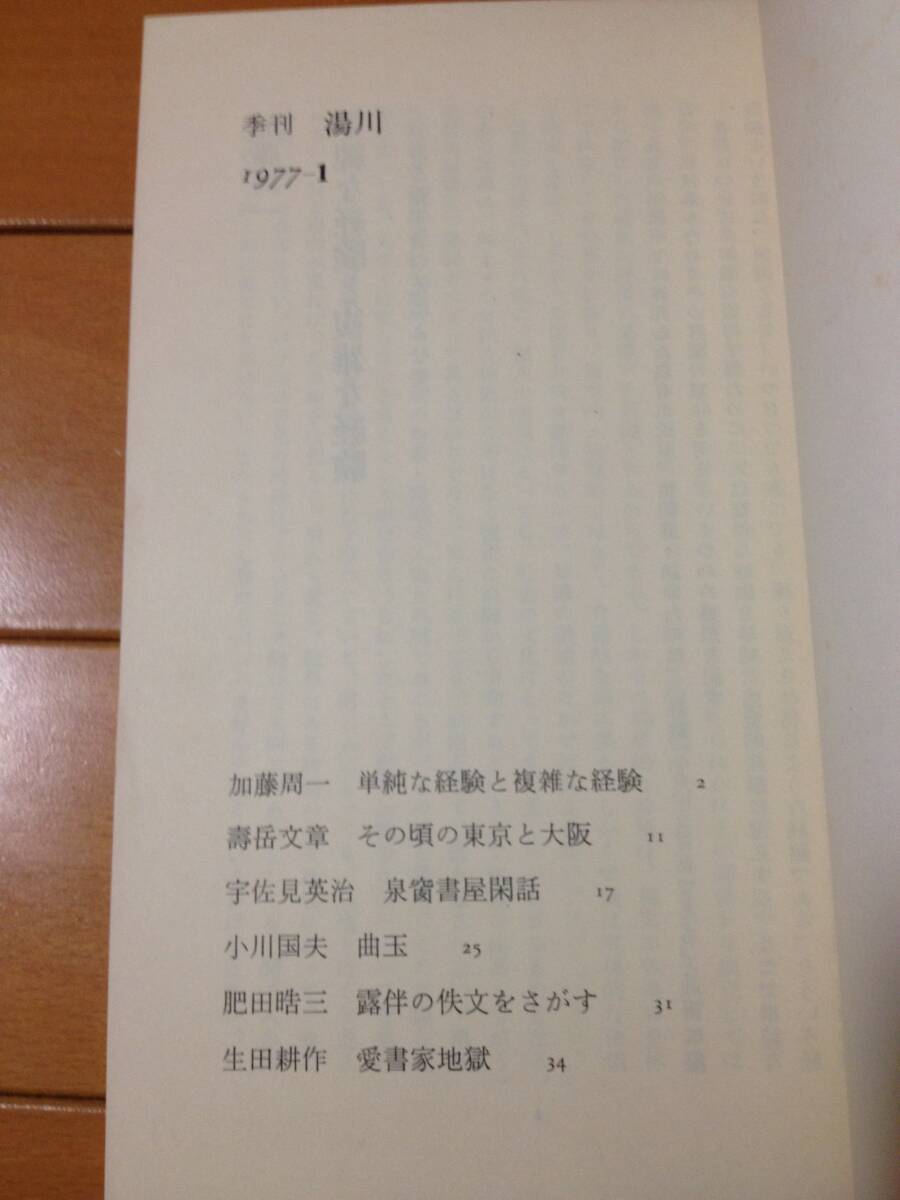 季刊 湯川
1977-1
加藤周一 単純な経験と複雑な経験 2
壽岳文章 その頃の東京と大阪 11
宇佐見英治 泉窗書屋閑話 17
小川国夫 曲玉 25
肥田晧三 露伴の佚文をさがす 31
生田耕作 愛書家地獄 34